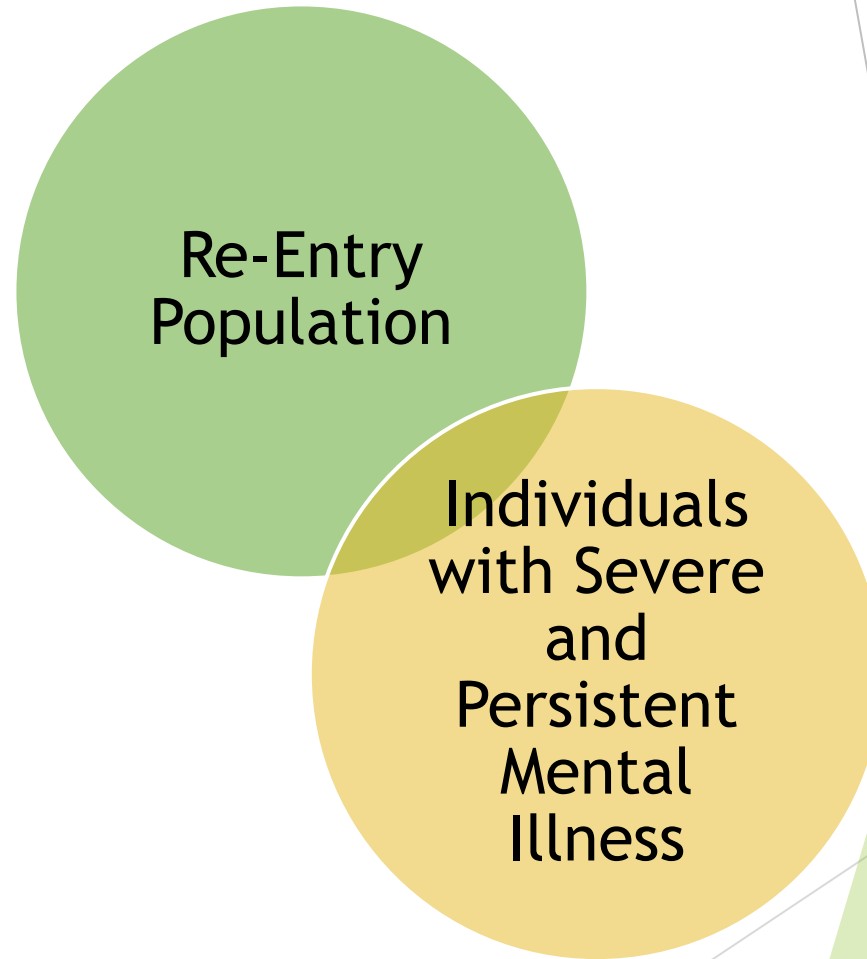 Re-Entry
Population
Individuals
with Severe
and
Persistent
Mental
Illness